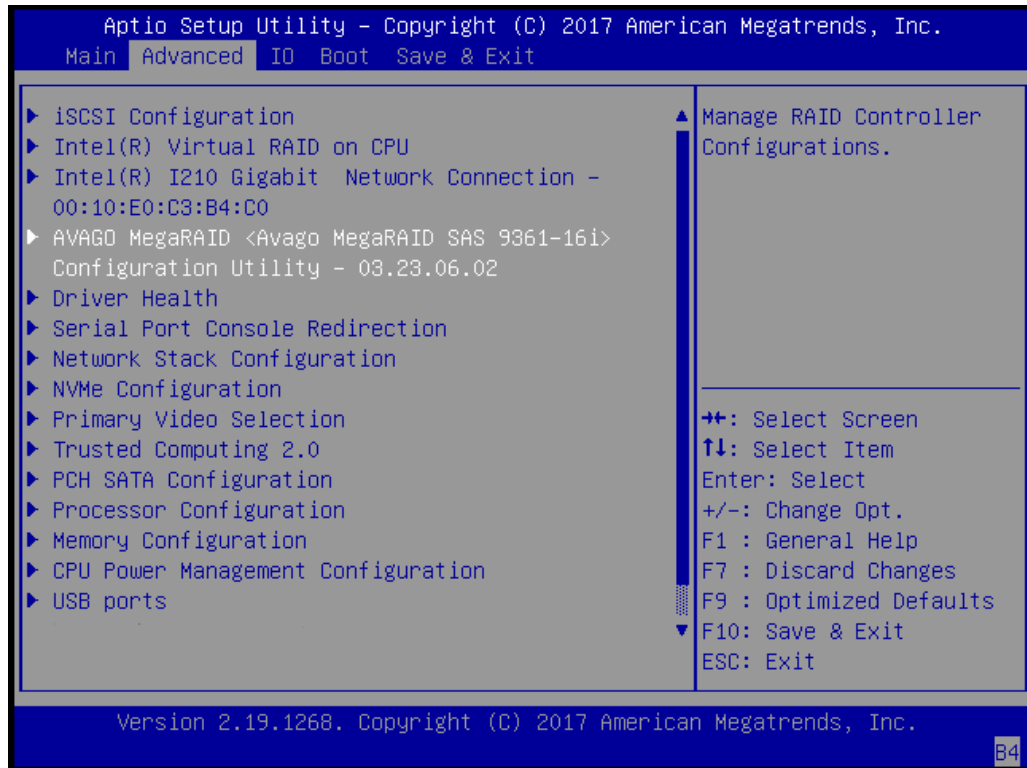 Aptio Setup Utility – Copyright (C) 2017 American Megatrends, Inc.
Main Advanced IO Boot Save & Exit
▶ iSCSI Configuration
▶ Intel(R) Virtual RAID on CPU
▶ Intel(R) I210 Gigabit  Network Connection –
00:10:E0:C3:B4:C0
▶ AVAGO MegaRAID <Avago MegaRAID SAS 9361-16i>
Configuration Utility – 03.23.06.02
▶ Driver Health
▶ Serial Port Console Redirection
▶ Network Stack Configuration
▶ NVMe Configuration
▶ Primary Video Selection
▶ Trusted Computing 2.0
▶ PCH SATA Configuration
▶ Processor Configuration
▶ Memory Configuration
▶ CPU Power Management Configuration
▶ USB ports
Manage RAID Controller
Configurations.
→←: Select Screen
↑↓: Select Item
Enter: Select
+/-: Change Opt.
F1 : General Help
F7 : Discard Changes
F9 : Optimized Defaults
F10: Save & Exit
ESC: Exit
Version 2.19.1268. Copyright (C) 2017 American Megatrends, Inc.
B4